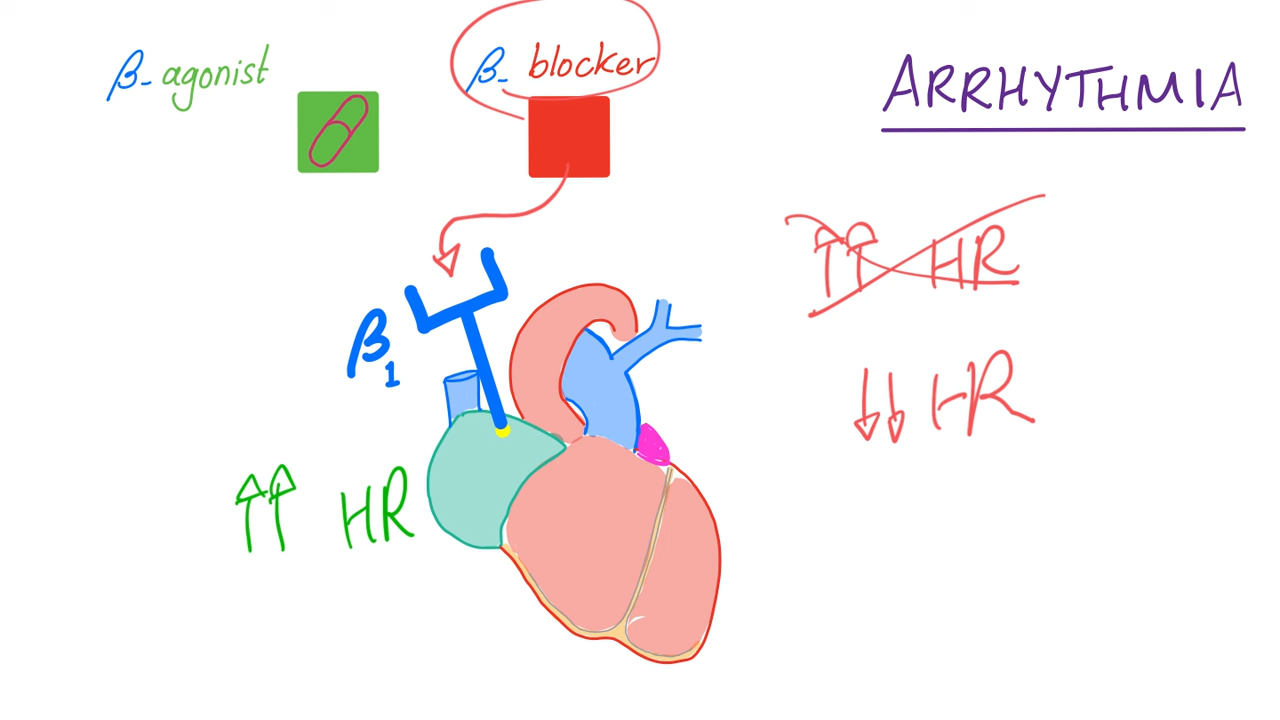 β- agonist
β- blocker
ARRHYTHMIA
↑↑ HR
β1
↓↓ HR
↑↑ HR